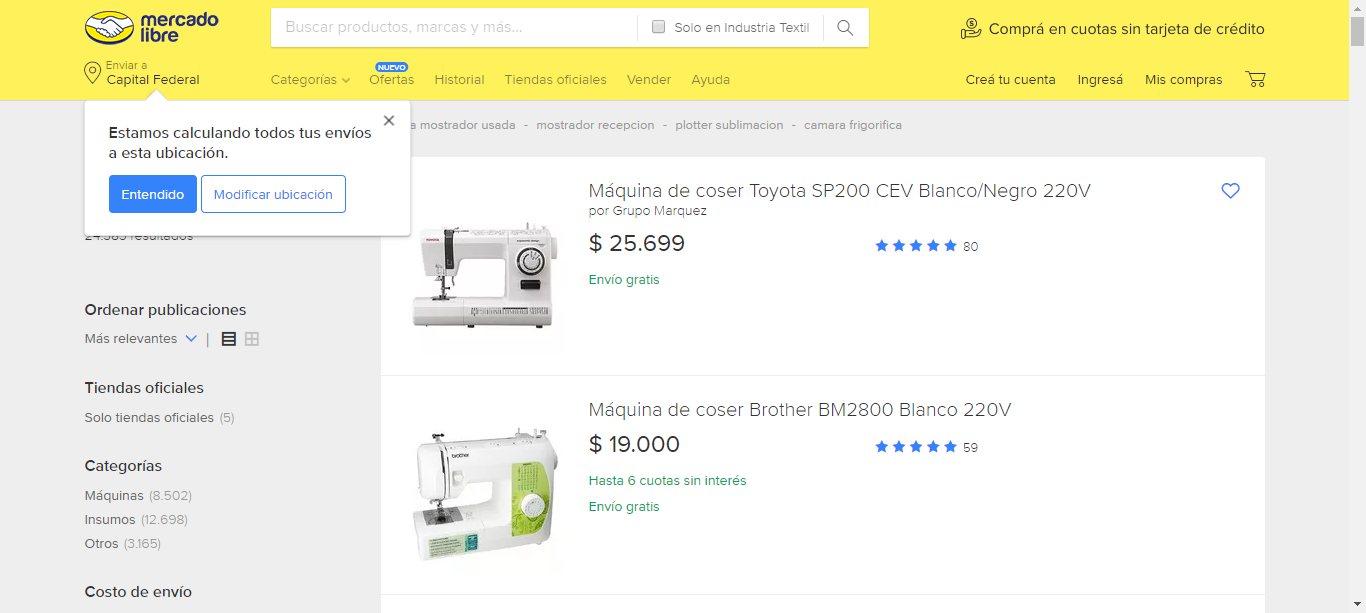 mercado
libre
Buscar productos, marcas y más...
Solo en Industria Textil
Comprá en cuotas sin tarjeta de crédito
Enviar a
Capital Federal
Categorías
NUEVO
Ofertas
Historial
Tiendas oficiales
Vender
Ayuda
Creá tu cuenta
Ingresá
Mis compras
Estamos calculando todos tus envíos
a esta ubicación.
Entendido
Modificar ubicación
a mostrador usada - mostrador recepcion - plotter sublimacion - camara frigorifica
resultados
Ordenar publicaciones
Más relevantes
Tiendas oficiales
Solo tiendas oficiales (5)
Categorías
Máquinas (8.502)
Insumos (12.698)
Otros (3.165)
Costo de envío
Máquina de coser Toyota SP200 CEV Blanco/Negro 220V
por Grupo Marquez
$ 25.699
80
Envío gratis
TOYOTA
Máquina de coser Brother BM2800 Blanco 220V
$ 19.000
59
Hasta 6 cuotas sin interés
Envío gratis
brother